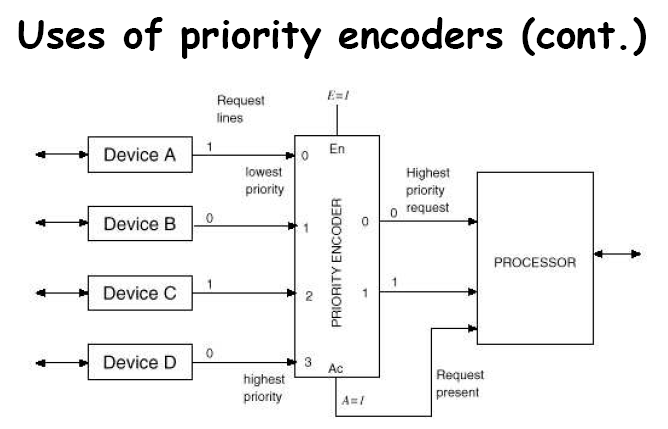 Uses of priority encoders (cont.)
Request
lines
E=1
Device A
1
0
En
lowest
priority
Highest
priority
request
Device B
0
1
PRIORITY ENCODER
0
0
PROCESSOR
Device C
1
2
1
1
Device D
0
3
Ac
highest
priority
A=1
Request
present